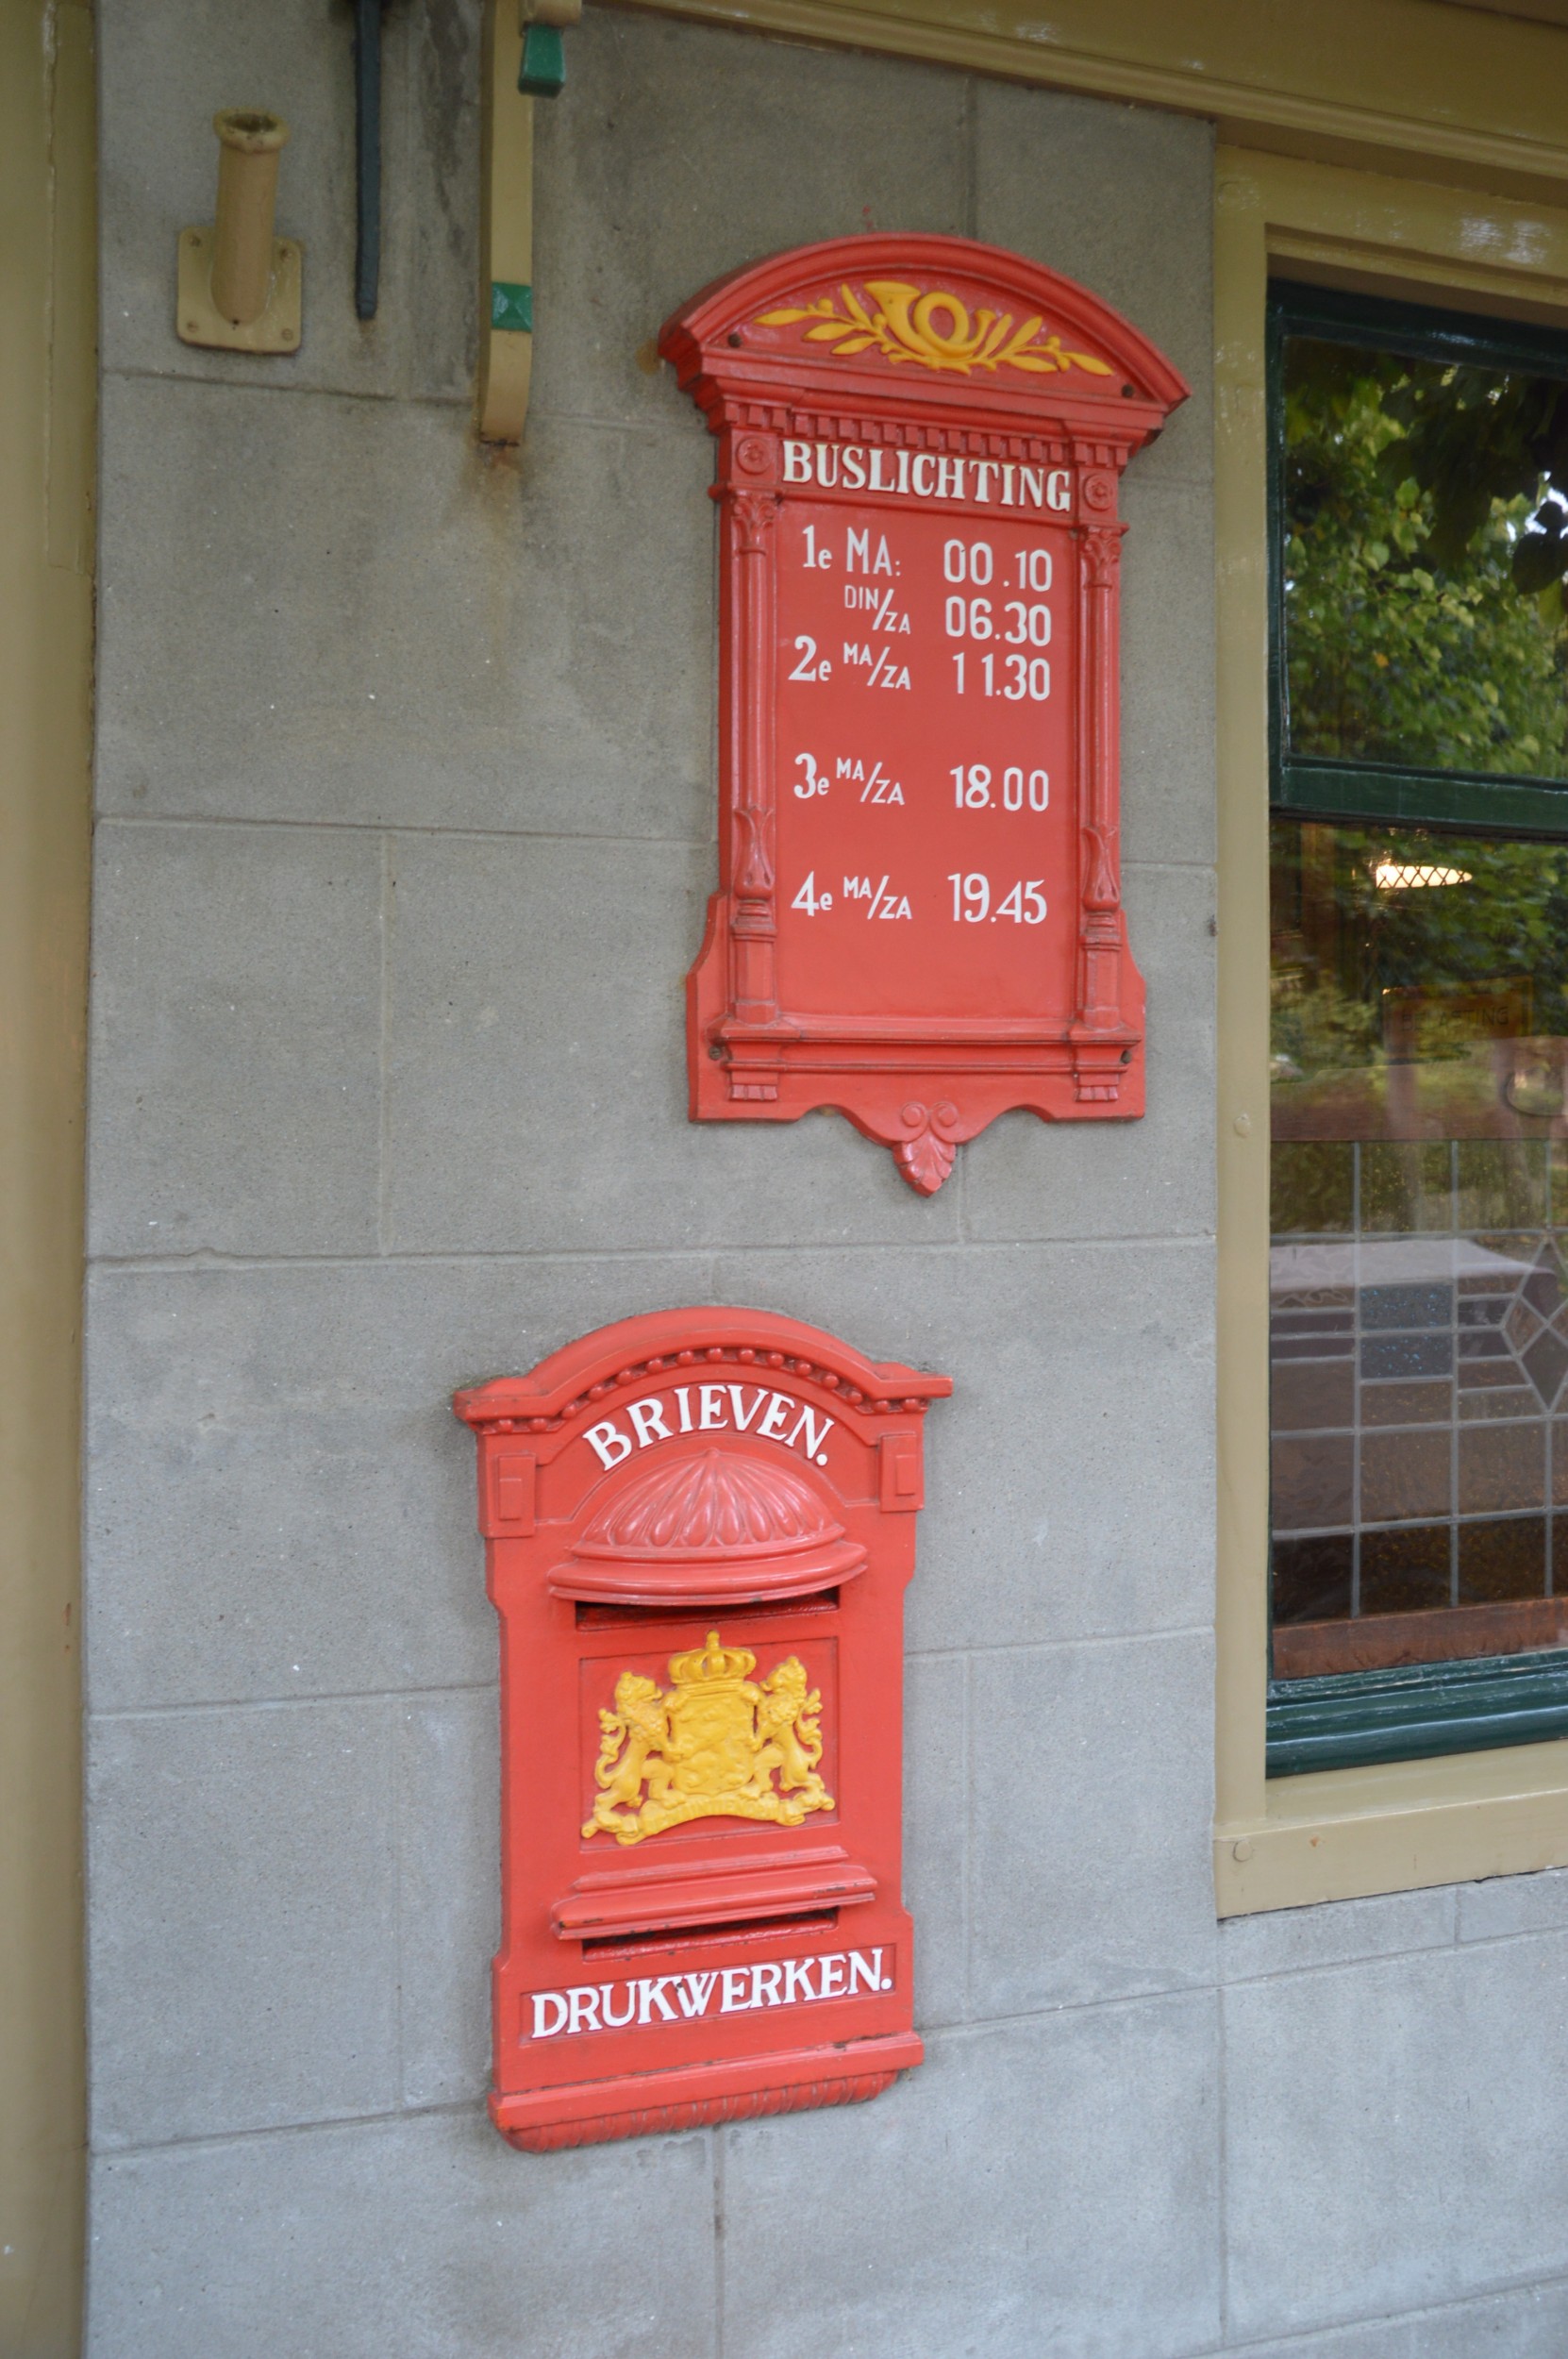 BUSLICHTING
1e MA: 00.10
DIN/ZA 06.30
2e MA/ZA 11.30
3e MA/ZA 18.00
4e MA/ZA 19.45
BRIEVEN.
DRUKWERKEN.